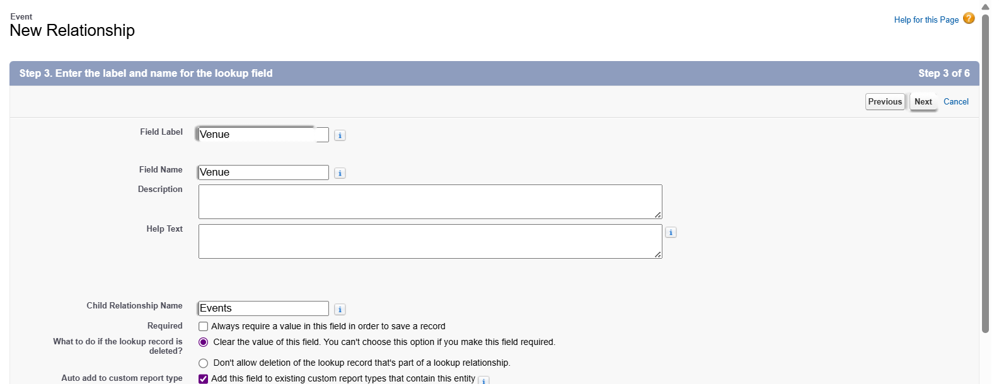 Event
New Relationship
Help for this Page ?
Step 3. Enter the label and name for the lookup field
Step 3 of 6
Previous Next Cancel
Field Label Venue i
Field Name Venue i
Description
Help Text i
Child Relationship Name Events i
Required Always require a value in this field in order to save a record
What to do if the lookup record is deleted?
Clear the value of this field. You can't choose this option if you make this field required.
Don't allow deletion of the lookup record that's part of a lookup relationship.
Auto add to custom report type Add this field to existing custom report types that contain this entity i